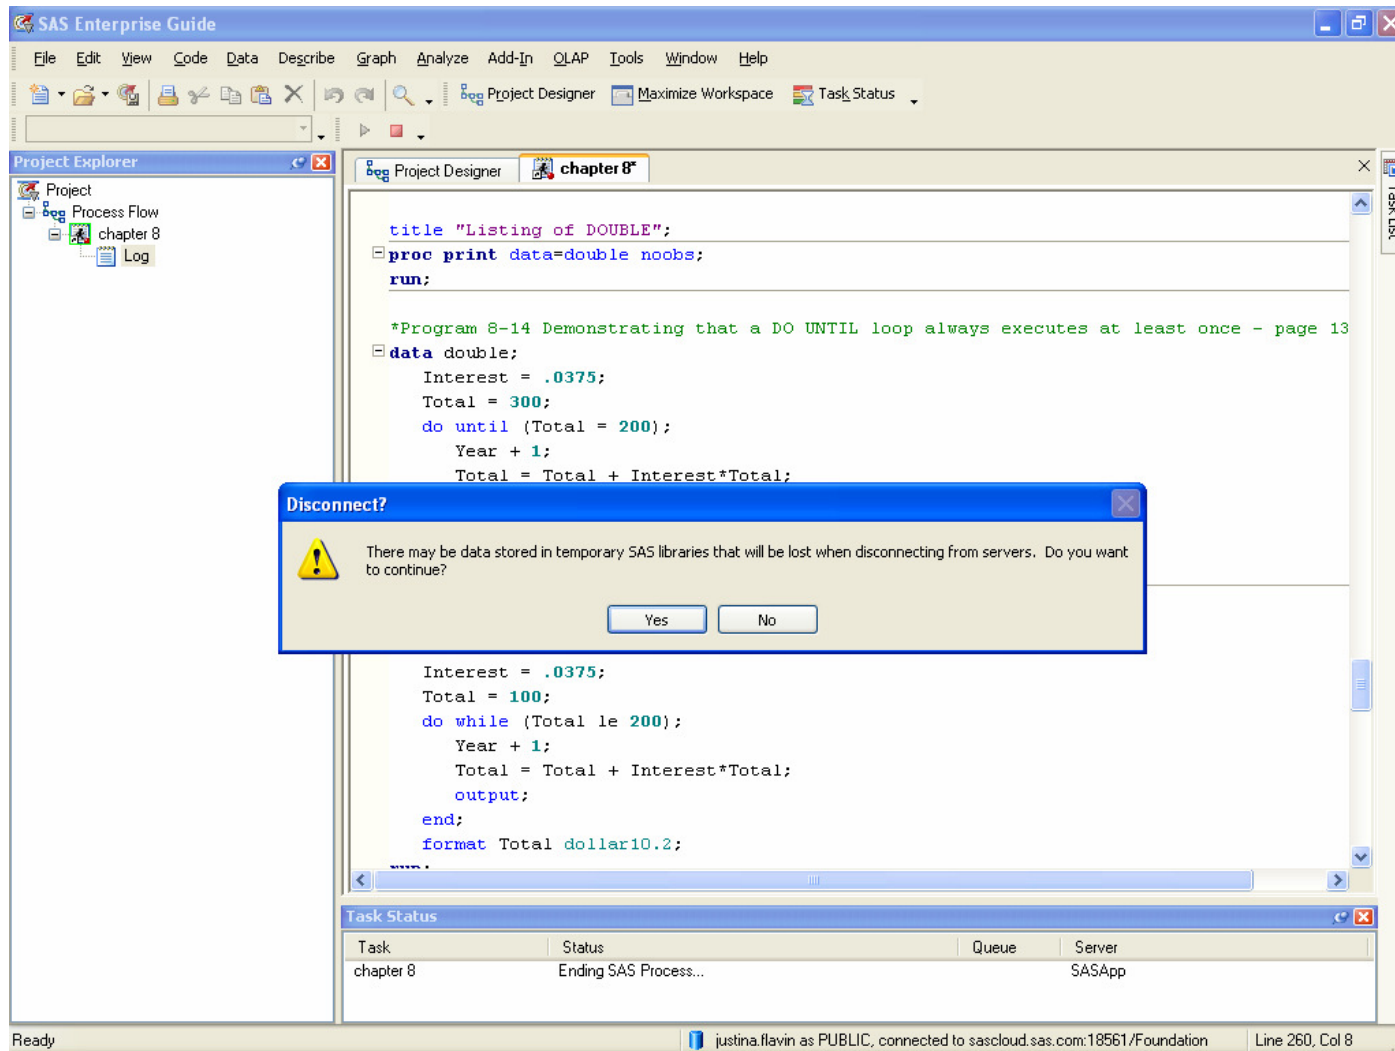 SAS Enterprise Guide
File Edit View Code Data Describe Graph Analyze Add-In OLAP Tools Window Help
Project Designer Maximize Workspace Task Status
Project Explorer
Project
Process Flow
chapter 8
Log
Project Designer chapter 8*
Task List
title "Listing of DOUBLE";
proc print data=double noobs;
run;
*Program 8-14 Demonstrating that a DO UNTIL loop always executes at least once - page 13
data double;
Interest = .0375;
Total = 300;
do until (Total = 200);
Year + 1;
Total = Total + Interest*Total;
Disconnect?
There may be data stored in temporary SAS libraries that will be lost when disconnecting from servers. Do you want
to continue?
Yes No
Interest = .0375;
Total = 100;
do while (Total le 200);
Year + 1;
Total = Total + Interest*Total;
output;
end;
format Total dollar10.2;
run;
Task Status
Task Status Queue Server
chapter 8 Ending SAS Process... SASApp
Ready justina.flavin as PUBLIC, connected to sascloud.sas.com:18561/Foundation Line 260, Col 8